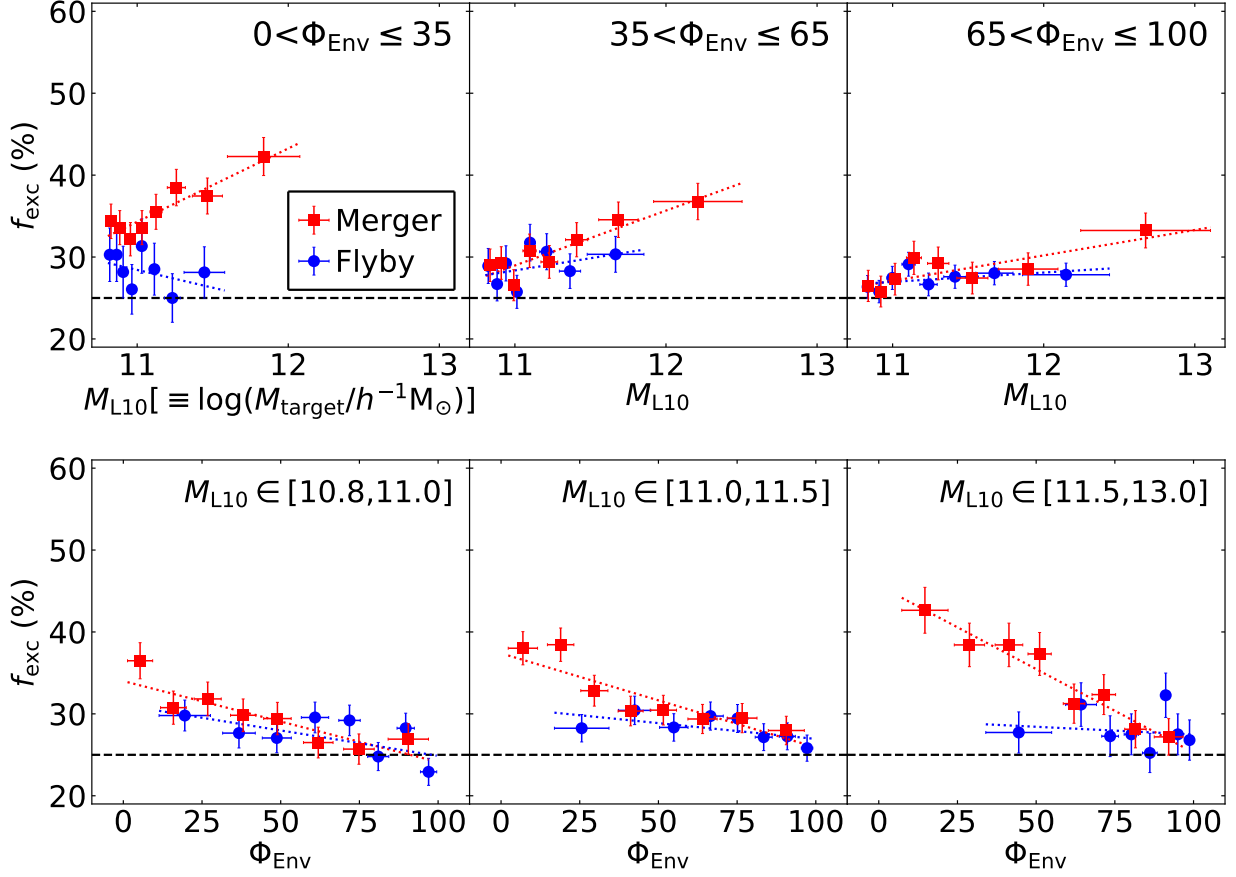 0<Φ_Env ≤ 35
35<Φ_Env ≤ 65
65<Φ_Env ≤ 100
60
50
40
30
20
f_exc (%)
Merger
Flyby
11 12 13
11 12 13
11 12 13
M_L10[ ≡ log(M_target/h⁻¹M_⊙)]
M_L10
M_L10
M_L10 ∈ [10.8,11.0]
M_L10 ∈ [11.0,11.5]
M_L10 ∈ [11.5,13.0]
60
50
40
30
20
f_exc (%)
0 25 50 75 100
0 25 50 75 100
0 25 50 75 100
Φ_Env
Φ_Env
Φ_Env